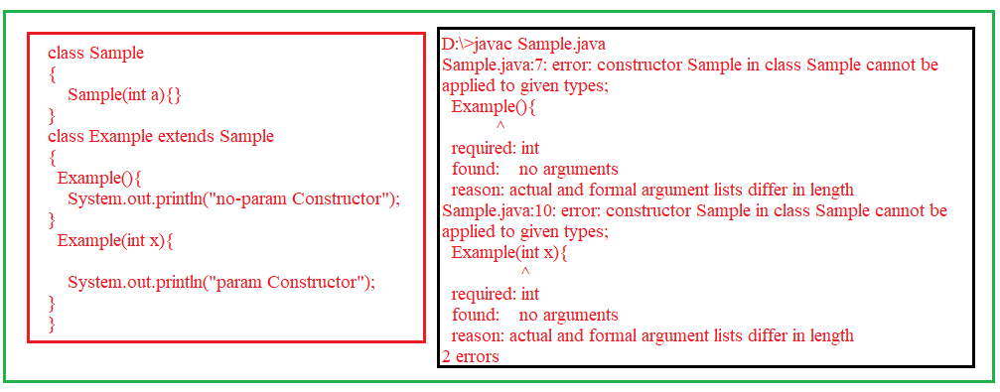 class Sample
{
Sample(int a){}
}
class Example extends Sample
{
Example(){
System.out.println("no-param Constructor");
}
Example(int x){
System.out.println("param Constructor");
}
}
D:\>javac Sample.java
Sample.java:7: error: constructor Sample in class Sample cannot be
applied to given types;
Example(){
^
required: int
found: no arguments
reason: actual and formal argument lists differ in length
Sample.java:10: error: constructor Sample in class Sample cannot be
applied to given types;
Example(int x){
^
required: int
found: no arguments
reason: actual and formal argument lists differ in length
2 errors